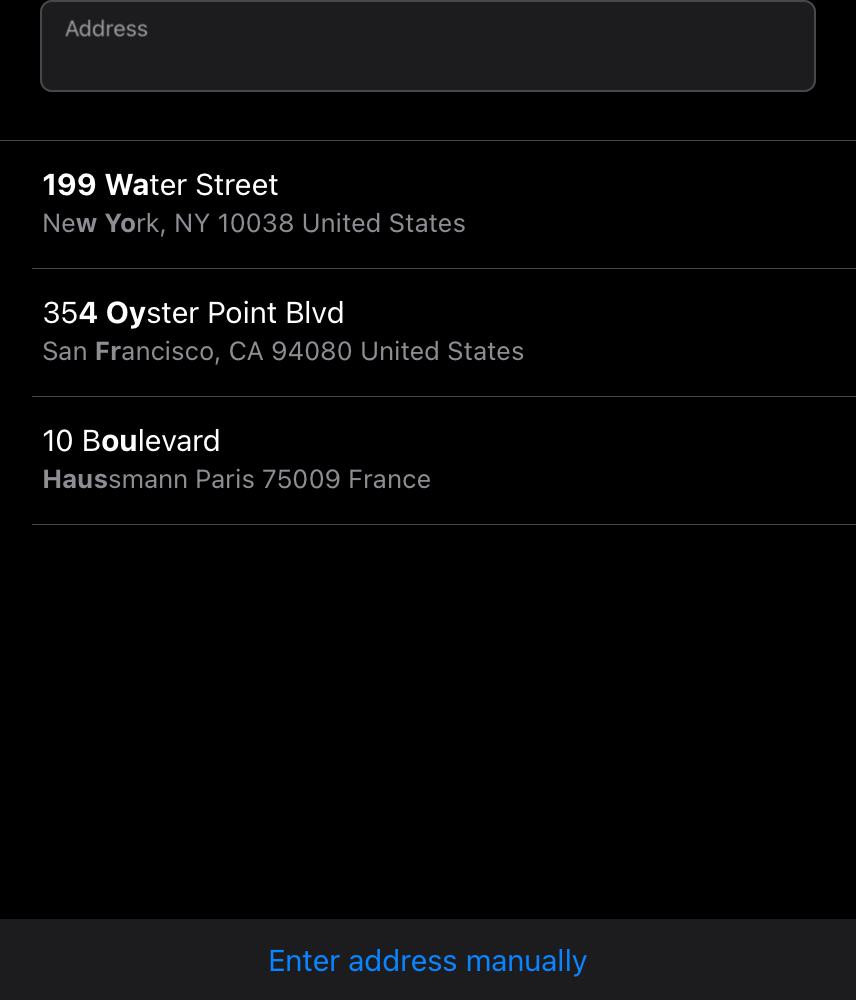 Address
199 Water Street
New York, NY 10038 United States
354 Oyster Point Blvd
San Francisco, CA 94080 United States
10 Boulevard
Haussmann Paris 75009 France
Enter address manually